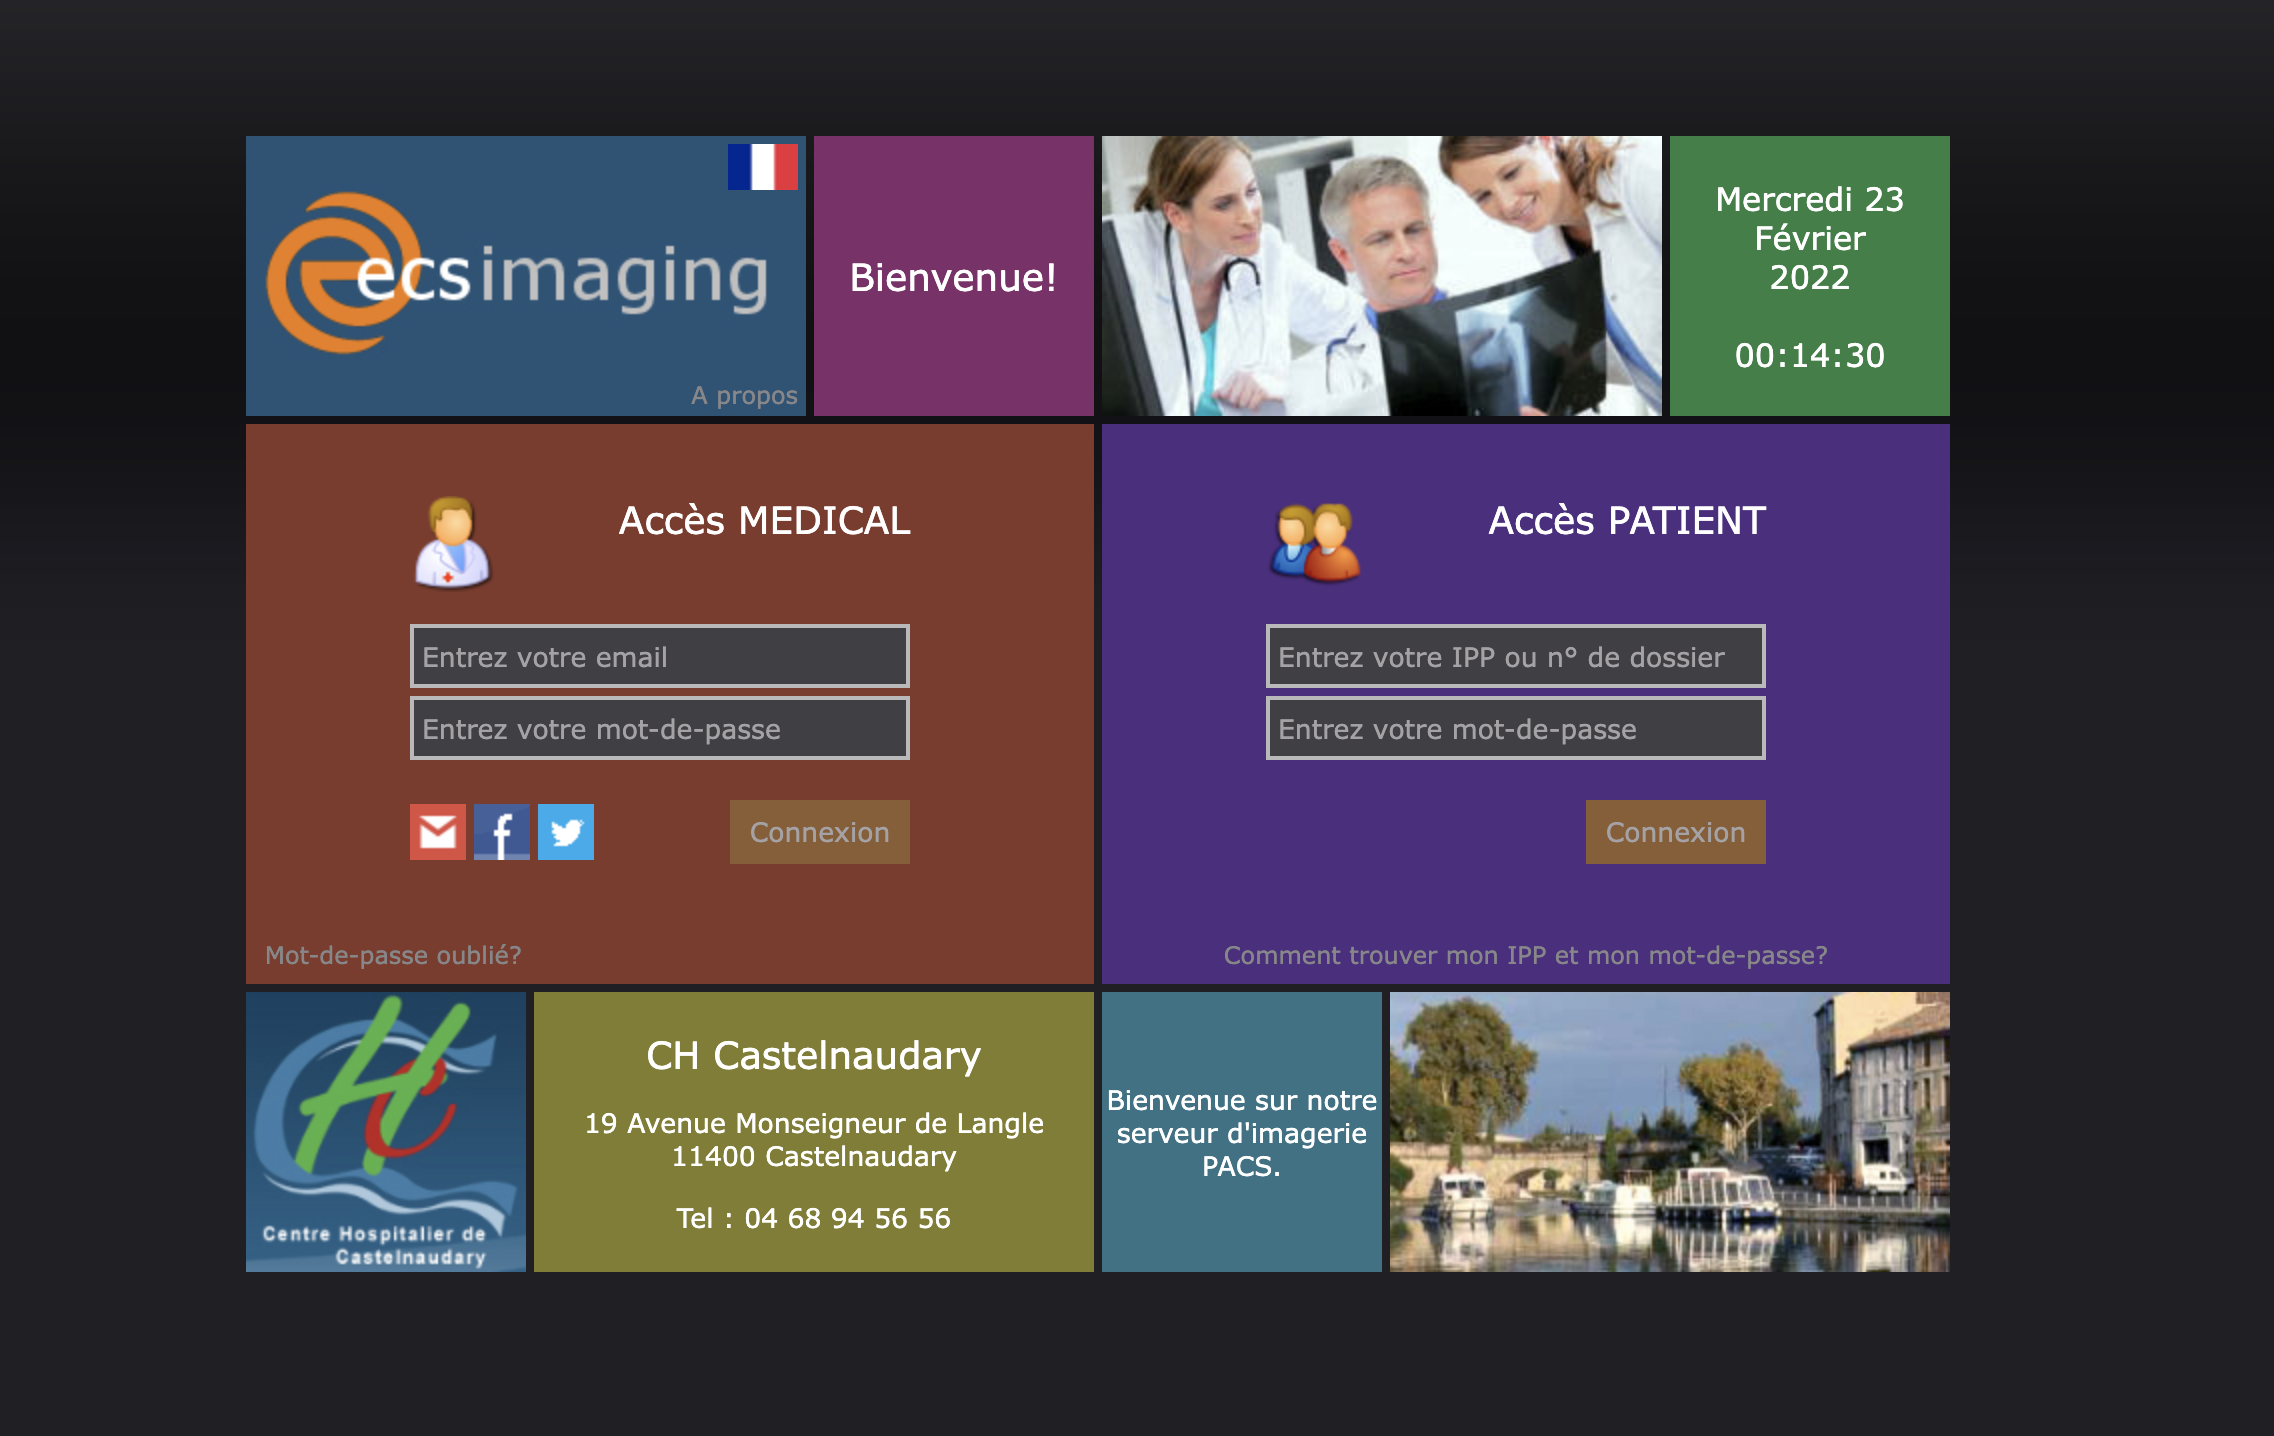 ecsimaging
A propos
Bienvenue!
Mercredi 23
Février
2022
00:14:30
Accès MEDICAL
Entrez votre email
Entrez votre mot-de-passe
Connexion
Mot-de-passe oublié?
Accès PATIENT
Entrez votre IPP ou n° de dossier
Entrez votre mot-de-passe
Connexion
Comment trouver mon IPP et mon mot-de-passe?
HC
Centre Hospitalier de
Castelnaudary
CH Castelnaudary
19 Avenue Monseigneur de Langle
11400 Castelnaudary
Tel : 04 68 94 56 56
Bienvenue sur notre
serveur d'imagerie
PACS.